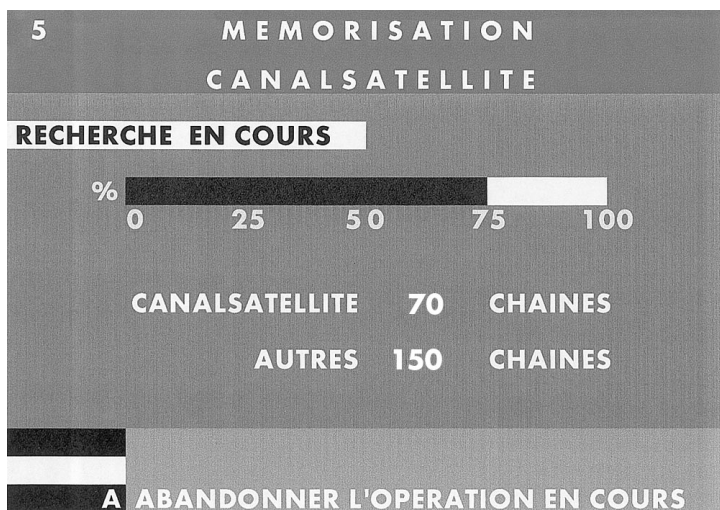 5 MEMORISATION
CANALSATELLITE
RECHERCHE EN COURS
%
0 25 50 75 100
CANALSATELLITE 70 CHAINES
AUTRES 150 CHAINES
A ABANDONNER L'OPERATION EN COURS